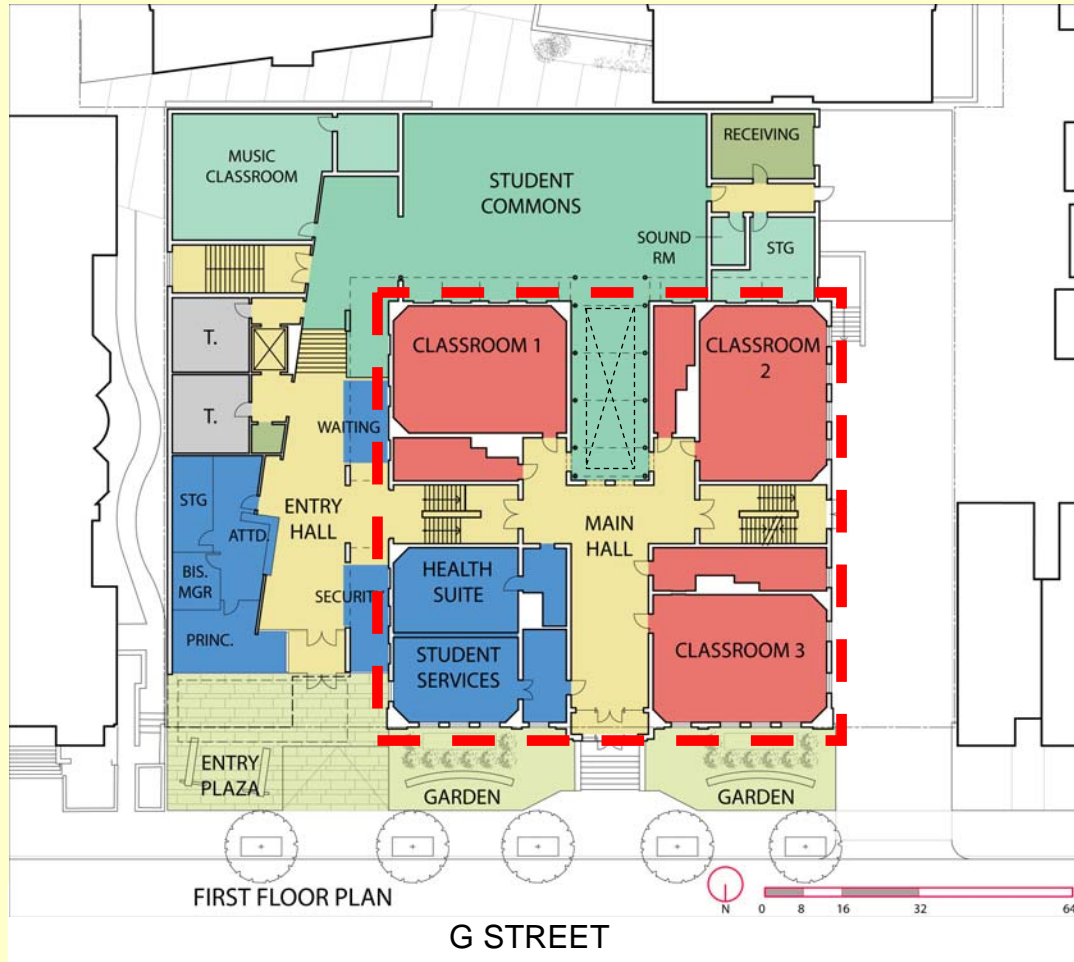 RECEIVING
MUSIC
CLASSROOM
STUDENT
COMMONS
SOUND
RM
STG
T.
CLASSROOM 1
CLASSROOM
2
T.
WAITING
STG
ENTRY
HALL
ATTD.
MAIN
HALL
BIS.
MGR
HEALTH
SUITE
SECURITY
PRINC.
STUDENT
SERVICES
CLASSROOM 3
ENTRY
PLAZA
GARDEN
GARDEN
FIRST FLOOR PLAN
N
0 8 16 32 64
G STREET